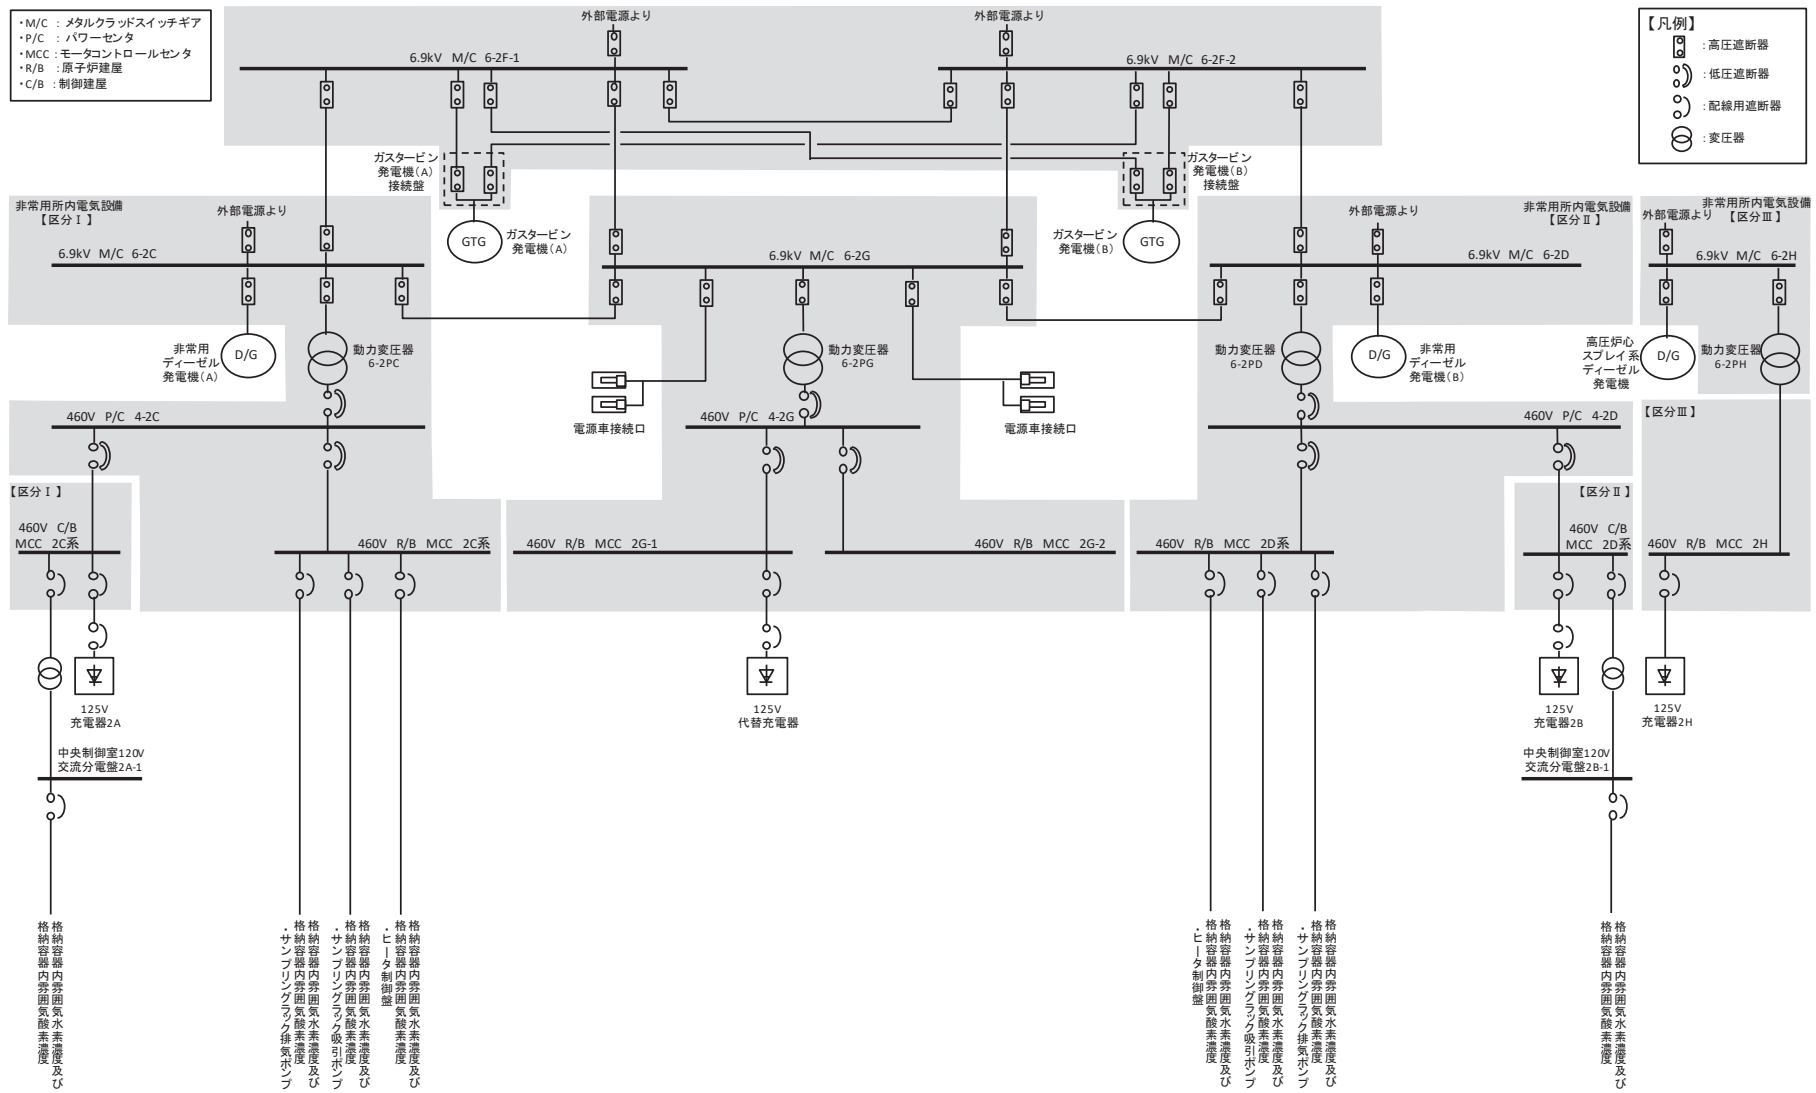 ・M/C ： メタルクラッドスイッチギア
・P/C ： パワーセンタ
・MCC ：モータコントロールセンタ
・R/B ：原子炉建屋
・C/B ：制御建屋
外部電源より
外部電源より
【凡例】
：高圧遮断器
：低圧遮断器
：配線用遮断器
：変圧器
6.9kV M/C 6-2F-1
6.9kV M/C 6-2F-2
ガスタービン
発電機(A)
接続盤
ガスタービン
発電機(B)
接続盤
GTG
ガスタービン
発電機(A)
ガスタービン
発電機(B)
GTG
非常用所内電気設備
【区分Ⅰ】
外部電源より
6.9kV M/C 6-2C
6.9kV M/C 6-2G
外部電源より
非常用所内電気設備
【区分Ⅱ】
6.9kV M/C 6-2D
非常用所内電気設備
外部電源より 【区分Ⅲ】
6.9kV M/C 6-2H
非常用
ディーゼル
発電機(A)
D/G
動力変圧器
6-2PC
動力変圧器
6-2PG
動力変圧器
6-2PD
D/G
非常用
ディーゼル
発電機(B)
高圧炉心
スプレイ系
ディーゼル
発電機
D/G
動力変圧器
6-2PH
電源車接続口
電源車接続口
460V P/C 4-2C
460V P/C 4-2G
460V P/C 4-2D
【区分Ⅲ】
【区分Ⅰ】
460V C/B
MCC 2C系
460V R/B MCC 2C系
460V R/B MCC 2G-1
460V R/B MCC 2G-2
460V R/B MCC 2D系
【区分Ⅱ】
460V C/B
MCC 2D系
460V R/B MCC 2H
125V
充電器2A
125V
代替充電器
125V
充電器2B
125V
充電器2H
中央制御室120V
交流分電盤2A-1
中央制御室120V
交流分電盤2B-1
格納容器内雰囲気水素濃度及び
格納容器内雰囲気酸素濃度
格納容器内雰囲気水素濃度及び
格納容器内雰囲気酸素濃度
・サンプリングラック排気ポンプ
格納容器内雰囲気水素濃度及び
格納容器内雰囲気酸素濃度
・サンプリングラック吸引ポンプ
格納容器内雰囲気水素濃度及び
格納容器内雰囲気酸素濃度
・ヒータ制御盤
格納容器内雰囲気水素濃度及び
格納容器内雰囲気酸素濃度
・ヒータ制御盤
格納容器内雰囲気水素濃度及び
格納容器内雰囲気酸素濃度
・サンプリングラック吸引ポンプ
格納容器内雰囲気水素濃度及び
格納容器内雰囲気酸素濃度
・サンプリングラック排気ポンプ
格納容器内雰囲気水素濃度及び
格納容器内雰囲気酸素濃度